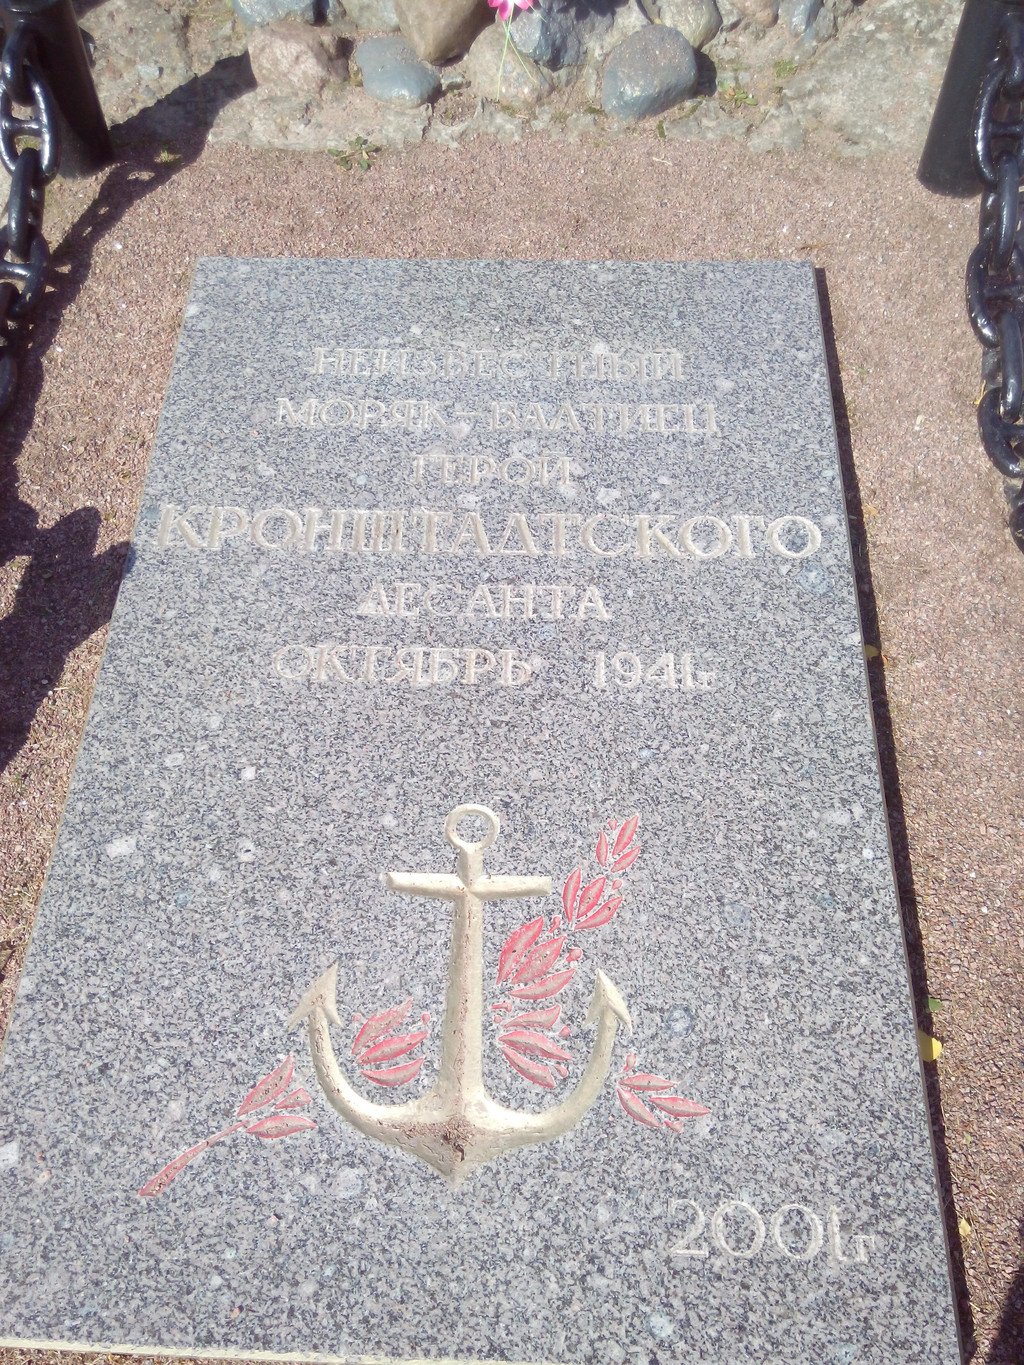 НЕИЗВЕСТНЫЙ
МОРЯК-БАЛТИЕЦ
ГЕРОЙ
КРОНШТАДТСКОГО
ДЕСАНТА
ОКТЯБРЬ 1941г
2001г